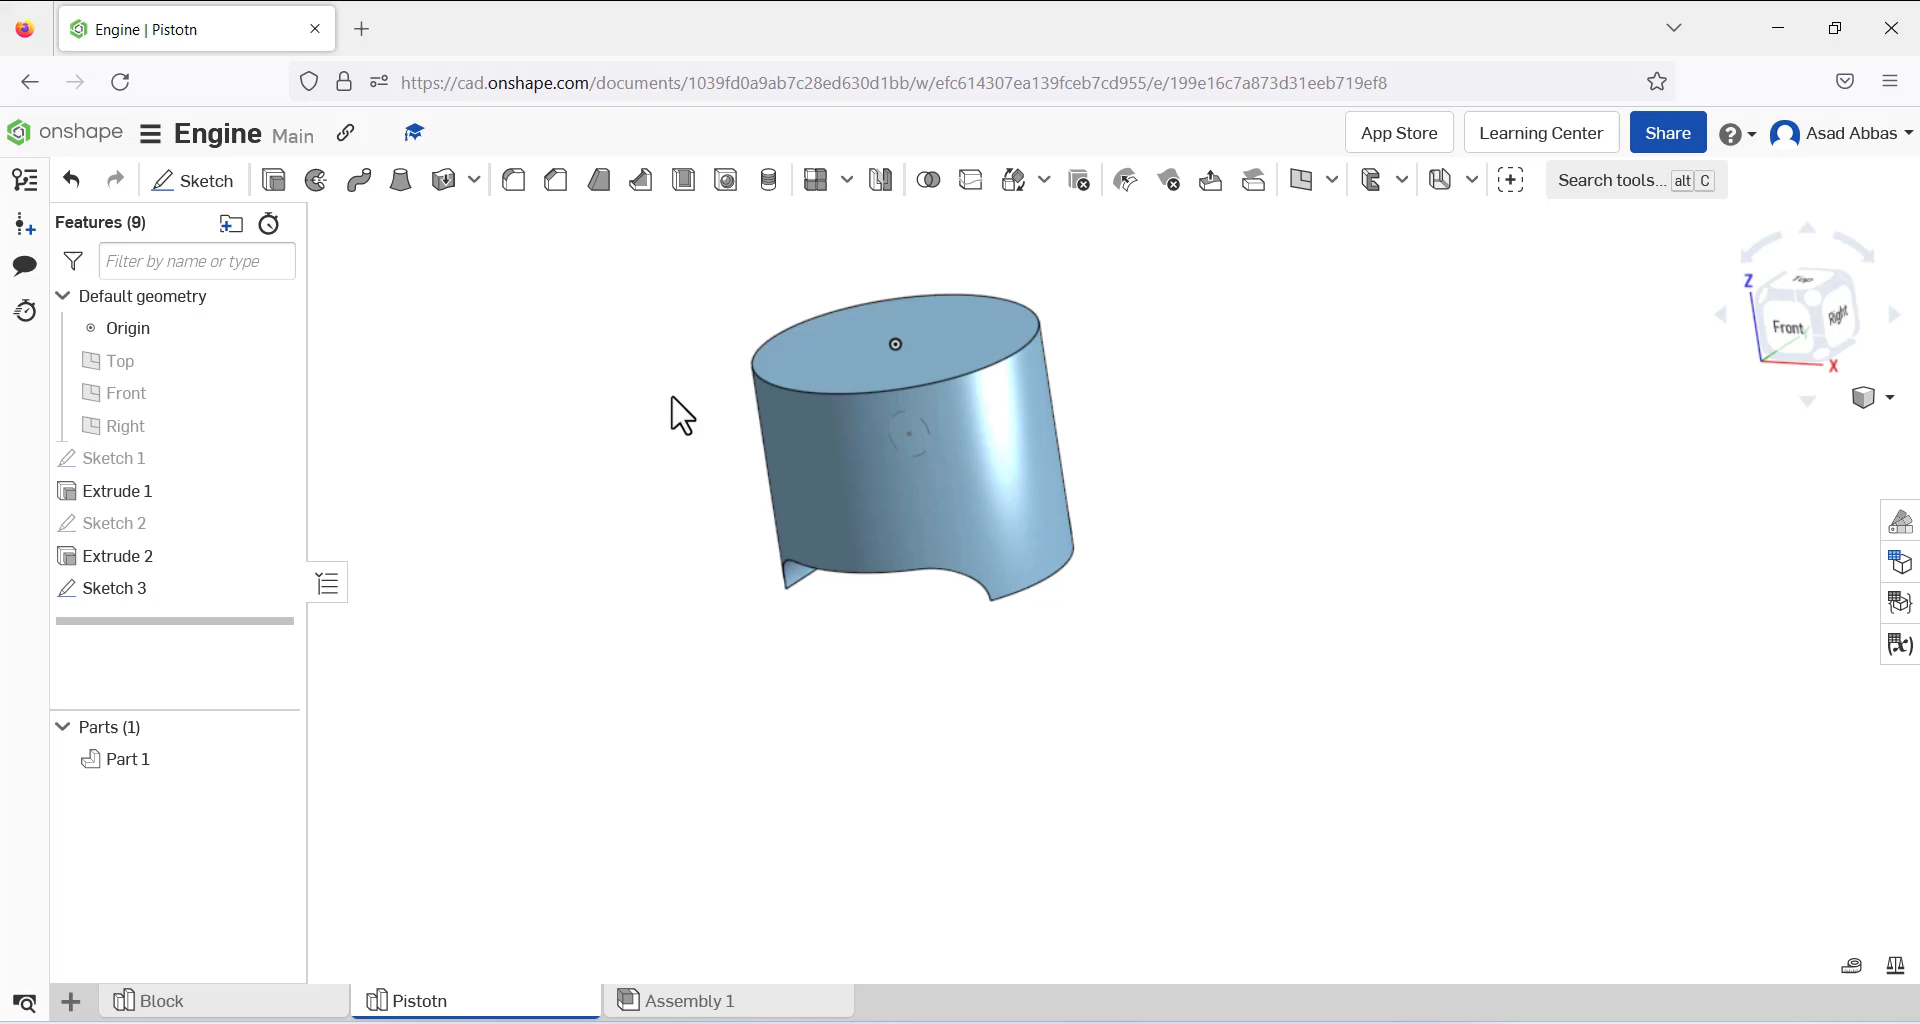 Engine | Pistotn
https://cad.onshape.com/documents/1039fd0a9ab7c28ed630d1bb/w/efc614307ea139fceb7cd955/e/199e16c7a873d31eeb719ef8
onshape Engine Main App Store Learning Center Share Asad Abbas
Sketch Search tools... alt C
Features (9)
Filter by name or type
Default geometry
Origin
Top
Front
Right
Sketch 1
Extrude 1
Sketch 2
Extrude 2
Sketch 3
Parts (1)
Part 1
Top
Z
Front
Right
X
Block
Pistotn
Assembly 1